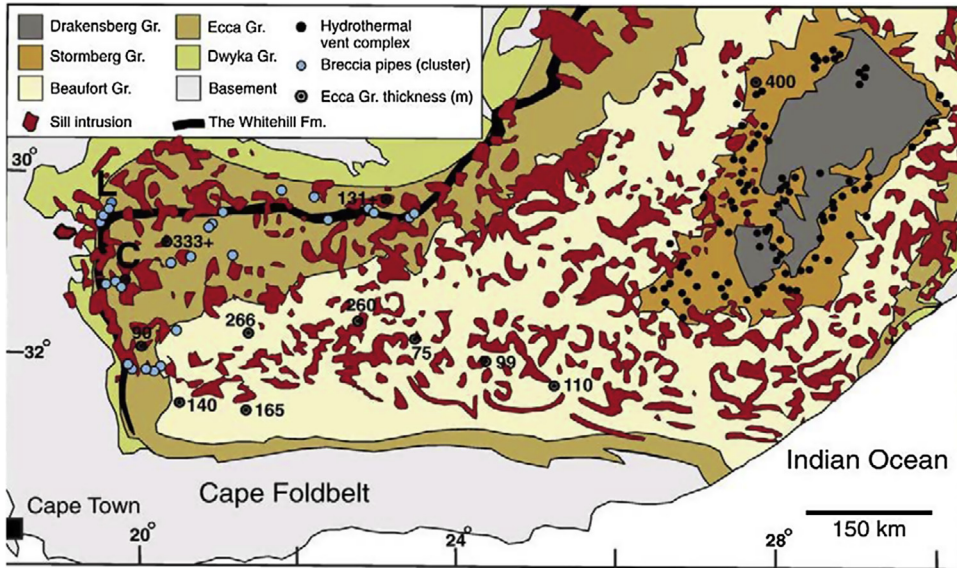 Drakensberg Gr.
Stormberg Gr.
Beaufort Gr.
Sill intrusion
Ecca Gr.
Dwyka Gr.
Basement
The Whitehill Fm.
Hydrothermal
vent complex
Breccia pipes (cluster)
Ecca Gr. thickness (m)
400
30°
L
131+
333+
C
260
266
32°
90
75
99
110
140
165
Indian Ocean
Cape Foldbelt
Cape Town
150 km
20°
24°
28°